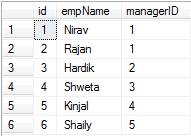 id empName managerID
1 1 Nirav 1
2 2 Rajan 1
3 3 Hardik 2
4 4 Shweta 3
5 5 Kinjal 4
6 6 Shaily 5